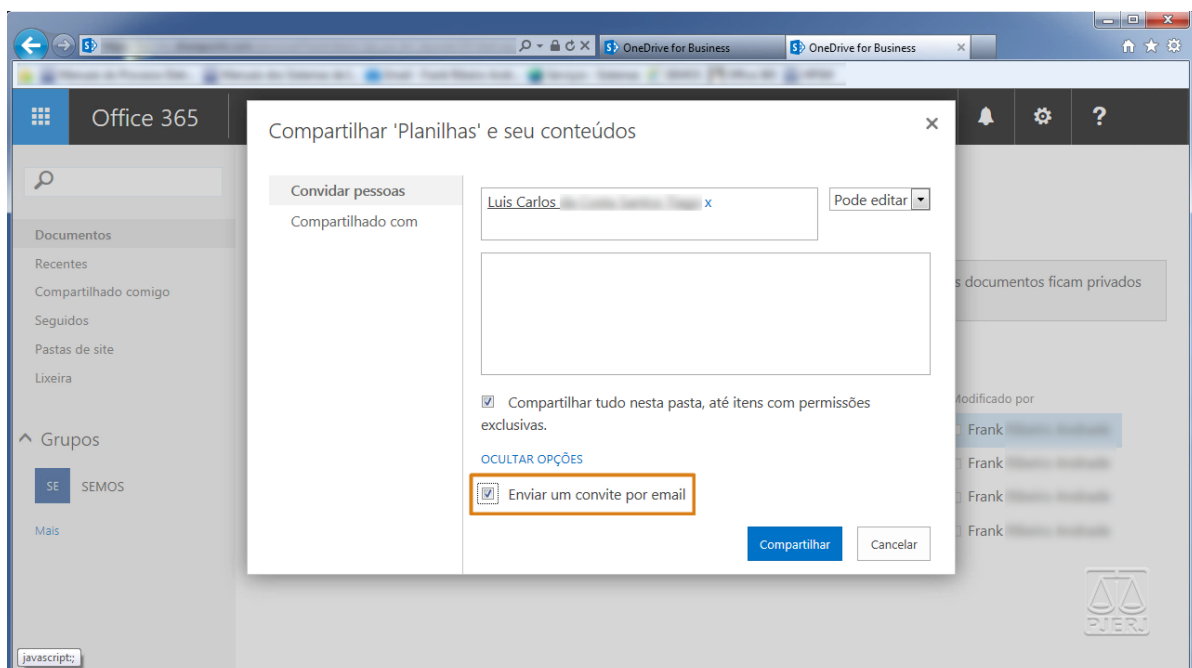 OneDrive for Business
OneDrive for Business
Office 365
Compartilhar 'Planilhas' e seu conteúdos
Convidar pessoas
Compartilhado com
Luis Carlos
x
Pode editar
Documentos
Recentes
Compartilhado comigo
Seguidos
Pastas de site
Lixeira
Grupos
SE
SEMOS
Mais
s documentos ficam privados
Compartilhar tudo nesta pasta, até itens com permissões
exclusivas.
OCULTAR OPÇÕES
Enviar um convite por email
Compartilhar
Cancelar
Modificado por
Frank
Frank
Frank
Frank
PJERJ
javascript:;